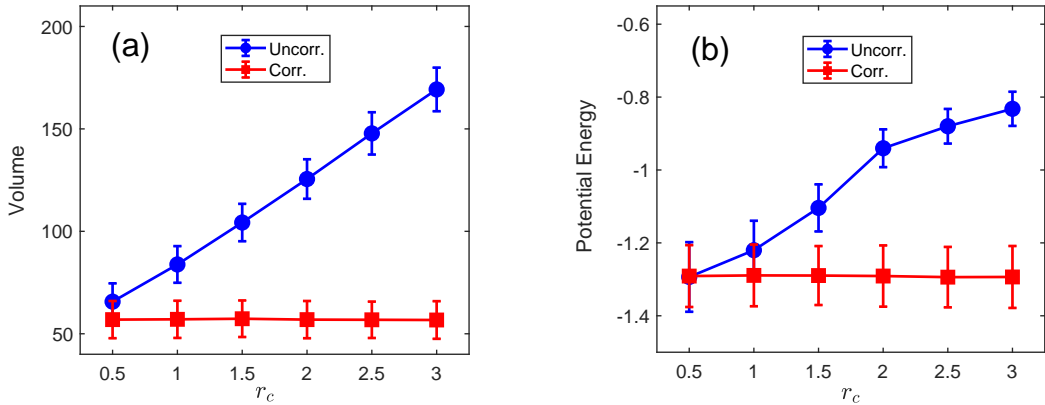 (a)
Uncorr.
Corr.
Volume
200
150
100
50
0.5 1 1.5 2 2.5 3
r_c
(b)
Uncorr.
Corr.
Potential Energy
-0.6
-0.8
-1
-1.2
-1.4
0.5 1 1.5 2 2.5 3
r_c